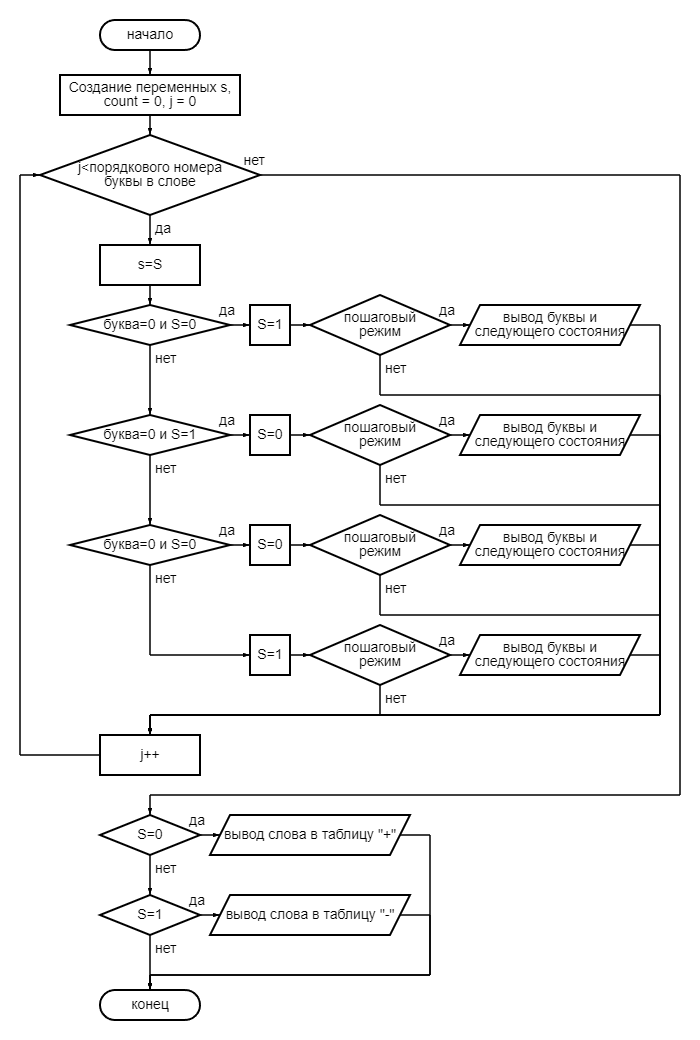 начало
Создание переменных s,
count = 0, j = 0
j<порядкового номера
буквы в слове
нет
да
s=S
буква=0 и S=0
да
S=1
пошаговый
режим
да
вывод буквы и
следующего состояния
нет
нет
буква=0 и S=1
да
S=0
пошаговый
режим
да
вывод буквы и
следующего состояния
нет
нет
буква=0 и S=0
да
S=0
пошаговый
режим
да
вывод буквы и
следующего состояния
нет
нет
S=1
пошаговый
режим
да
вывод буквы и
следующего состояния
нет
j++
S=0
да
вывод слова в таблицу "+"
нет
S=1
да
вывод слова в таблицу "-"
нет
конец